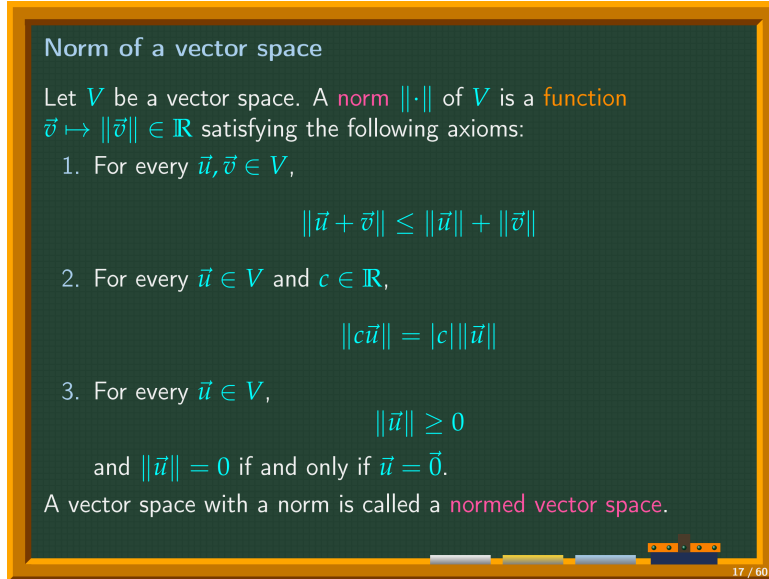 Norm of a vector space
Let V be a vector space. A norm ‖·‖ of V is a function
v⃗ ↦ ‖v⃗‖ ∈ ℝ satisfying the following axioms:
1. For every u⃗, v⃗ ∈ V,
‖u⃗ + v⃗‖ ≤ ‖u⃗‖ + ‖v⃗‖
2. For every u⃗ ∈ V and c ∈ ℝ,
‖cu⃗‖ = |c|‖u⃗‖
3. For every u⃗ ∈ V,
‖u⃗‖ ≥ 0
and ‖u⃗‖ = 0 if and only if u⃗ = 0⃗.
A vector space with a norm is called a normed vector space.
17 / 60